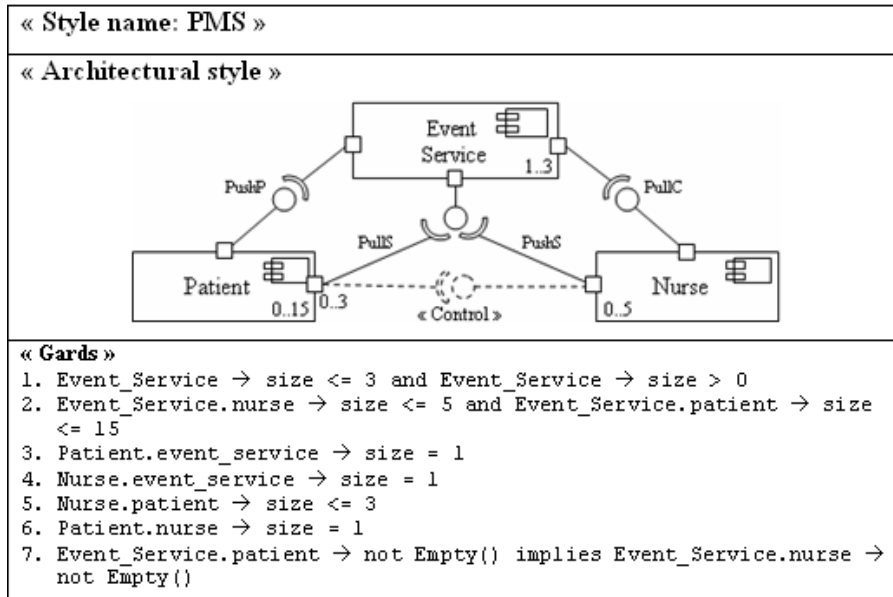 « Style name: PMS »
« Architectural style »
Event
Service
1..3
PushP
PullC
PullS
PushS
Patient
0..15
0..3
« Control »
Nurse
0..5
« Gards »
1. Event_Service → size <= 3 and Event_Service → size > 0
2. Event_Service.nurse → size <= 5 and Event_Service.patient → size
<= 15
3. Patient.event_service → size = 1
4. Nurse.event_service → size = 1
5. Nurse.patient → size <= 3
6. Patient.nurse → size = 1
7. Event_Service.patient → not Empty() implies Event_Service.nurse →
not Empty()